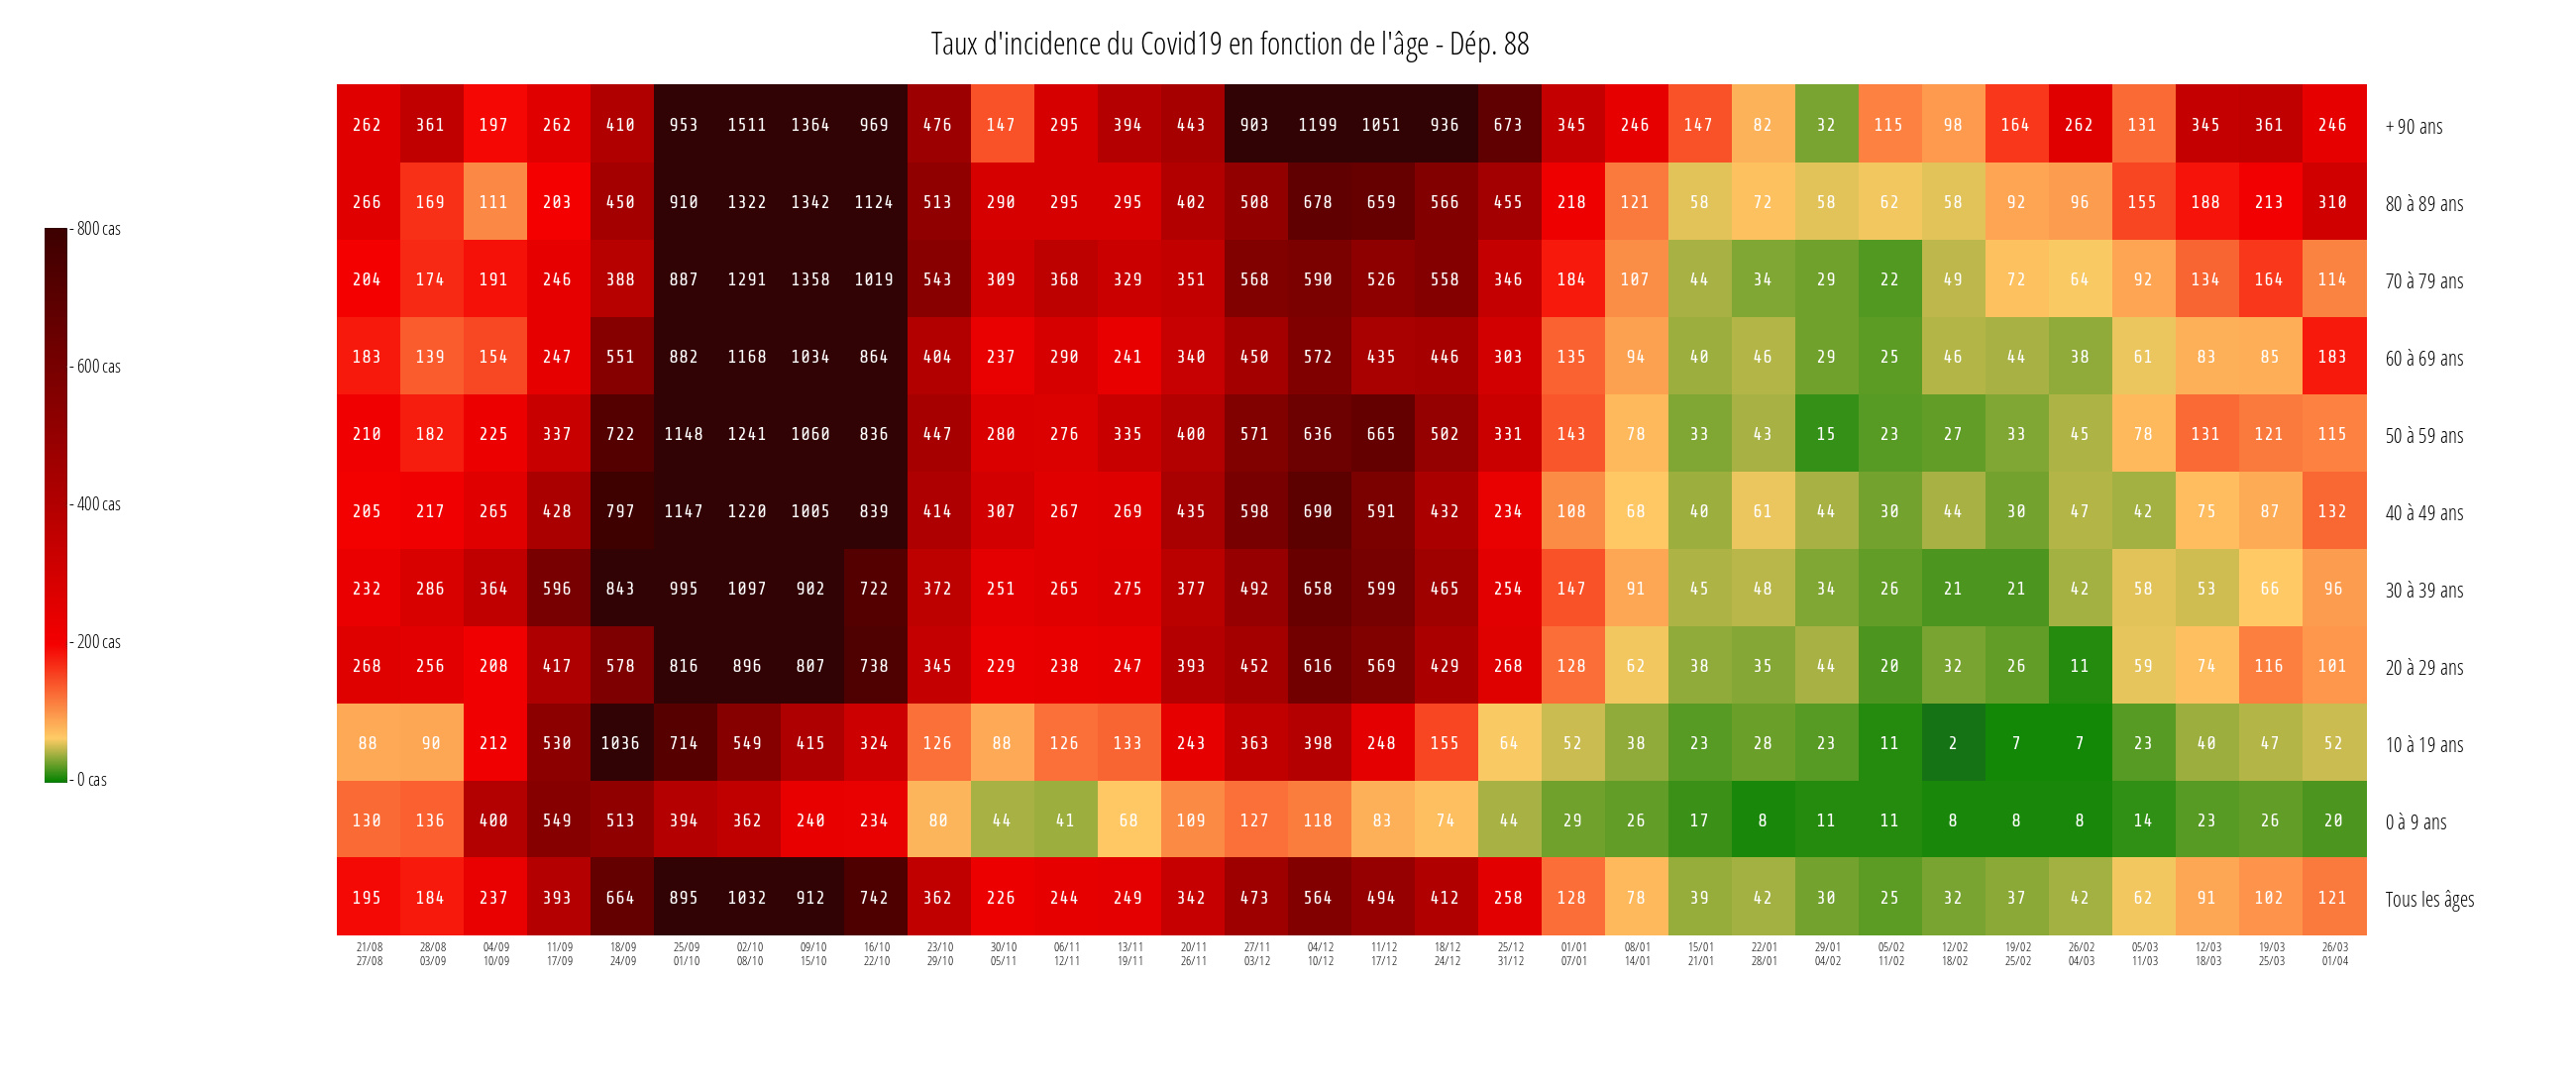 Taux d'incidence du Covid19 en fonction de l'âge - Dép. 88
262 361 197 262 410 953 1511 1364 969 476 147 295 394 443 903 1199 1051 936 673 345 246 147 82 32 115 98 164 262 131 345 361 246 + 90 ans
266 169 111 203 450 910 1322 1342 1124 513 290 295 295 402 508 678 659 566 455 218 121 58 72 58 62 58 92 96 155 188 213 310 80 à 89 ans
- 800 cas
204 174 191 246 388 887 1291 1358 1019 543 309 368 329 351 568 590 526 558 346 184 107 44 34 29 22 49 72 64 92 134 164 114 70 à 79 ans
183 139 154 247 551 882 1168 1034 864 404 237 290 241 340 450 572 435 446 303 135 94 40 46 29 25 46 44 38 61 83 85 183 60 à 69 ans
- 600 cas
210 182 225 337 722 1148 1241 1060 836 447 280 276 335 400 571 636 665 502 331 143 78 33 43 15 23 27 33 45 78 131 121 115 50 à 59 ans
- 400 cas
205 217 265 428 797 1147 1220 1005 839 414 307 267 269 435 598 690 591 432 234 108 68 40 61 44 30 44 30 47 42 75 87 132 40 à 49 ans
232 286 364 596 843 995 1097 902 722 372 251 265 275 377 492 658 599 465 254 147 91 45 48 34 26 21 21 42 58 53 66 96 30 à 39 ans
- 200 cas
268 256 208 417 578 816 896 807 738 345 229 238 247 393 452 616 569 429 268 128 62 38 35 44 20 32 26 11 59 74 116 101 20 à 29 ans
88 90 212 530 1036 714 549 415 324 126 88 126 133 243 363 398 248 155 64 52 38 23 28 23 11 2 7 7 23 40 47 52 10 à 19 ans
- 0 cas
130 136 400 549 513 394 362 240 234 80 44 41 68 109 127 118 83 74 44 29 26 17 8 11 11 8 8 8 14 23 26 20 0 à 9 ans
195 184 237 393 664 895 1032 912 742 362 226 244 249 342 473 564 494 412 258 128 78 39 42 30 25 32 37 42 62 91 102 121 Tous les âges
21/08 28/08 04/09 11/09 18/09 25/09 02/10 09/10 16/10 23/10 30/10 06/11 13/11 20/11 27/11 04/12 11/12 18/12 25/12 01/01 08/01 15/01 22/01 29/01 05/02 12/02 19/02 26/02 05/03 12/03 19/03 26/03
27/08 03/09 10/09 17/09 24/09 01/10 08/10 15/10 22/10 29/10 05/11 12/11 19/11 26/11 03/12 10/12 17/12 24/12 31/12 07/01 14/01 21/01 28/01 04/02 11/02 18/02 25/02 04/03 11/03 18/03 25/03 01/04